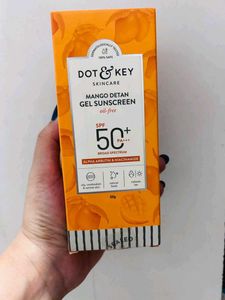 100% SAFE
DOT & KEY
SKINCARE
MANGO DETAN
GEL SUNSCREEN
oil-free
SPF
50+
PA+++
BROAD SPECTRUM
ALPHA ARBUTIN & NIACINAMIDE
SEALED